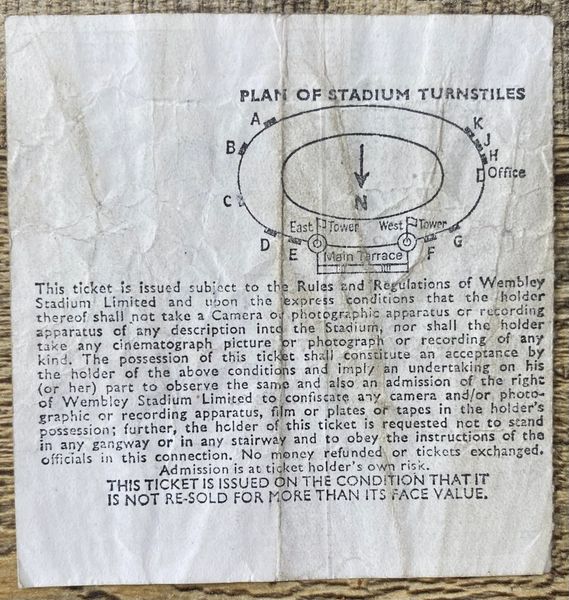 PLAN OF STADIUM TURNSTILES
A
B
C
D
E
F
G
K
J
H
Office
N
East Tower
West Tower
Main Terrace
This ticket is issued subject to the Rules and Regulations of Wembley
Stadium Limited and upon the express conditions that the holder
thereof shall not take a Camera or photographic apparatus or recording
apparatus of any description into the Stadium, nor shall the holder
take any cinematograph picture or photograph or recording of any
kind. The possession of this ticket shall constitute an acceptance by
the holder of the above conditions and imply an undertaking on his
(or her) part to observe the same and also an admission of the right
of Wembley Stadium Limited to confiscate any camera and/or photo-
graphic or recording apparatus, film or plates or tapes in the holder's
possession; further, the holder of this ticket is requested not to stand
in any gangway or in any stairway and to obey the instructions of the
officials in this connection. No money refunded or tickets exchanged.
Admission is at ticket holder's own risk.
THIS TICKET IS ISSUED ON THE CONDITION THAT IT
IS NOT RE-SOLD FOR MORE THAN ITS FACE VALUE.